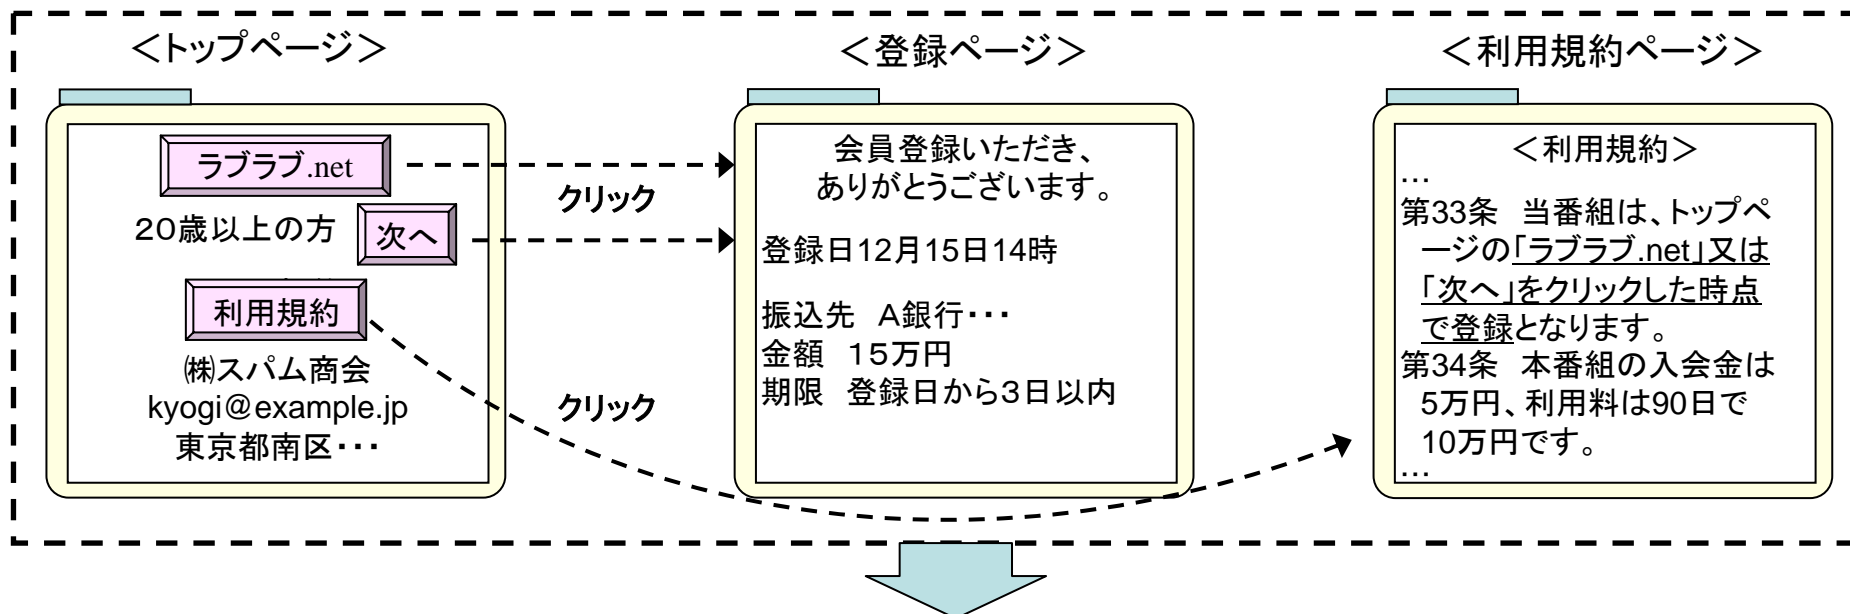 ＜トップページ＞
ラブラブ.net
20歳以上の方
次へ
利用規約
㈱スパム商会
kyogi@example.jp
東京都南区・・・
クリック
クリック
＜登録ページ＞
会員登録いただき、
ありがとうございます。
登録日12月15日14時
振込先　A銀行・・・
金額　15万円
期限　登録日から3日以内
＜利用規約ページ＞
＜利用規約＞
…
第33条　当番組は、トップペ
ージの「ラブラブ.net」又は
「次へ」をクリックした時点
で登録となります。
第34条　本番組の入会金は
5万円、利用料は90日で
10万円です。
…